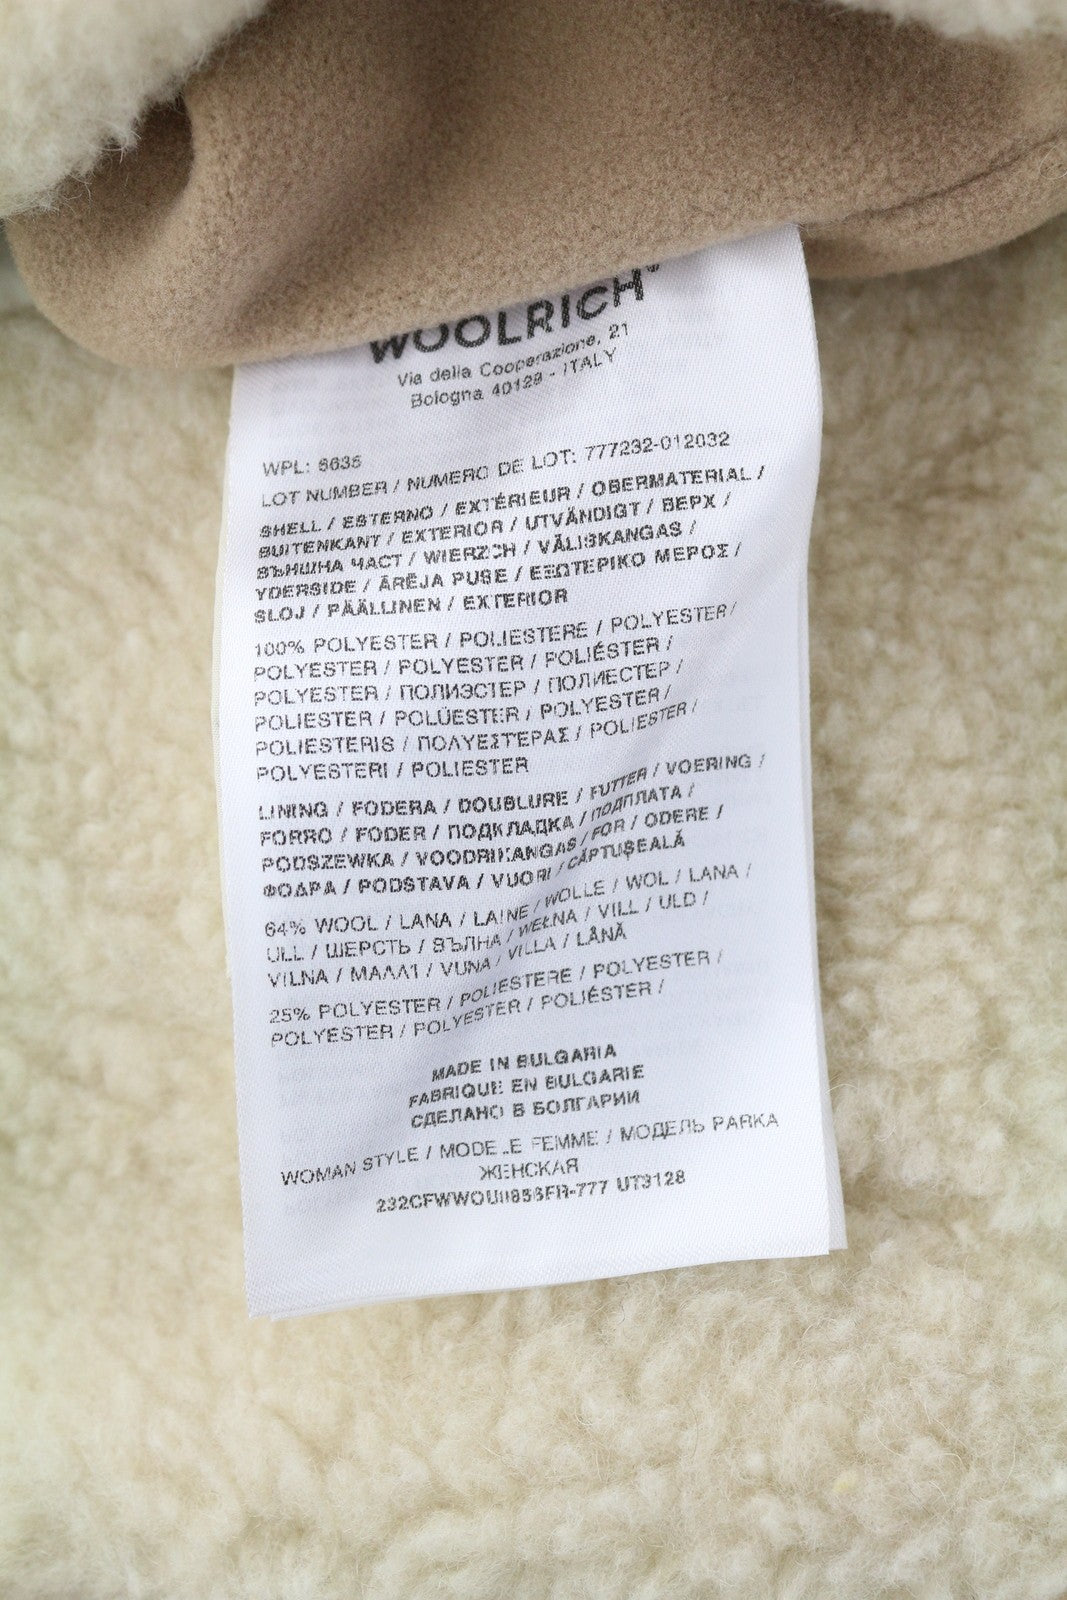 WOOLRICH
Via della Cooperazione, 21
Bologna 40129 - ITALY
WPL: 6635
LOT NUMBER / NUMERO DE LOT: 777232-012032
SHELL / ESTERNO / EXTÉRIEUR / OBERMATERIAL /
BUITENKANT / EXTERIOR / UTVÄNDIGT / ВЕРХ /
ВЪНШНА ЧАСТ / WIERZCH / VÄLISKANGAS /
YDERSIDE / ĀRĒJA PUSE / ΕΞΩΤΕΡΙΚΟ ΜΕΡΟΣ /
SLOJ / PÄÄLLINEN / EXTERIOR
100% POLYESTER / POLIESTERE / POLYESTER /
POLYESTER / POLYESTER / POLIÉSTER /
POLYESTER / ПОЛИЭСТЕР / ПОЛИЕСТЕР /
POLIESTER / POLÜESTER / POLYESTER /
POLIESTERIS / ΠΟΛΥΕΣΤΕΡΑΣ / POLIESTER /
POLYESTERI / POLIESTER
LINING / FODERA / DOUBLURE / FUTTER / VOERING /
FORRO / FODER / ПОДКЛАДКА / ПОДПЛАТА /
PODSZEWKA / VOODRIKANGAS / FOR / ODERE /
ΦΟΔΡΑ / PODSTAVA / VUORI / CĂPTUŞEALĂ
64% WOOL / LANA / LAINE / WOLLE / WOL / LANA /
ULL / ШЕРСТЬ / ВЪЛНА / WEŁNA / VILL / ULD /
VILNA / ΜΑΛΛΙ / VUNA / VILLA / LÂNĂ
25% POLYESTER / POLIESTERE / POLYESTER /
POLYESTER / POLYESTER / POLIÉSTER /
MADE IN BULGARIA
FABRIQUE EN BULGARIE
СДЕЛАНО В БОЛГАРИИ
WOMAN STYLE / MODELE FEMME / МОДЕЛЬ PARKA
ЖЕНСКАЯ
UT3128